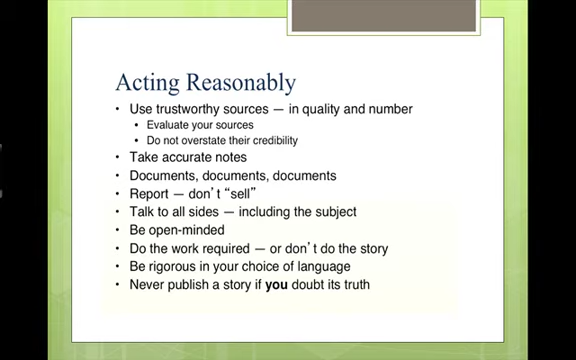 Acting Reasonably
• Use trustworthy sources — in quality and number
• Evaluate your sources
• Do not overstate their credibility
• Take accurate notes
• Documents, documents, documents
• Report — don’t “sell”
• Talk to all sides — including the subject
• Be open-minded
• Do the work required — or don’t do the story
• Be rigorous in your choice of language
• Never publish a story if you doubt its truth